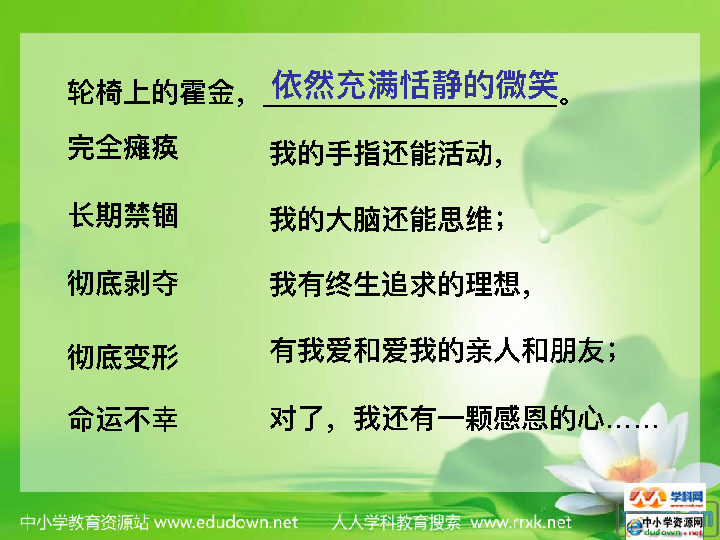 轮椅上的霍金，依然充满恬静的微笑。
完全瘫痪
我的手指还能活动，
长期禁锢
我的大脑还能思维；
彻底剥夺
我有终生追求的理想，
彻底变形
有我爱和爱我的亲人和朋友；
命运不幸
对了，我还有一颗感恩的心……
中小学教育资源站 www.edudown.net 人人学科教育搜索 www.rrxk.net
学科网
www.rrxk.net
中小学资源网
edudown.net